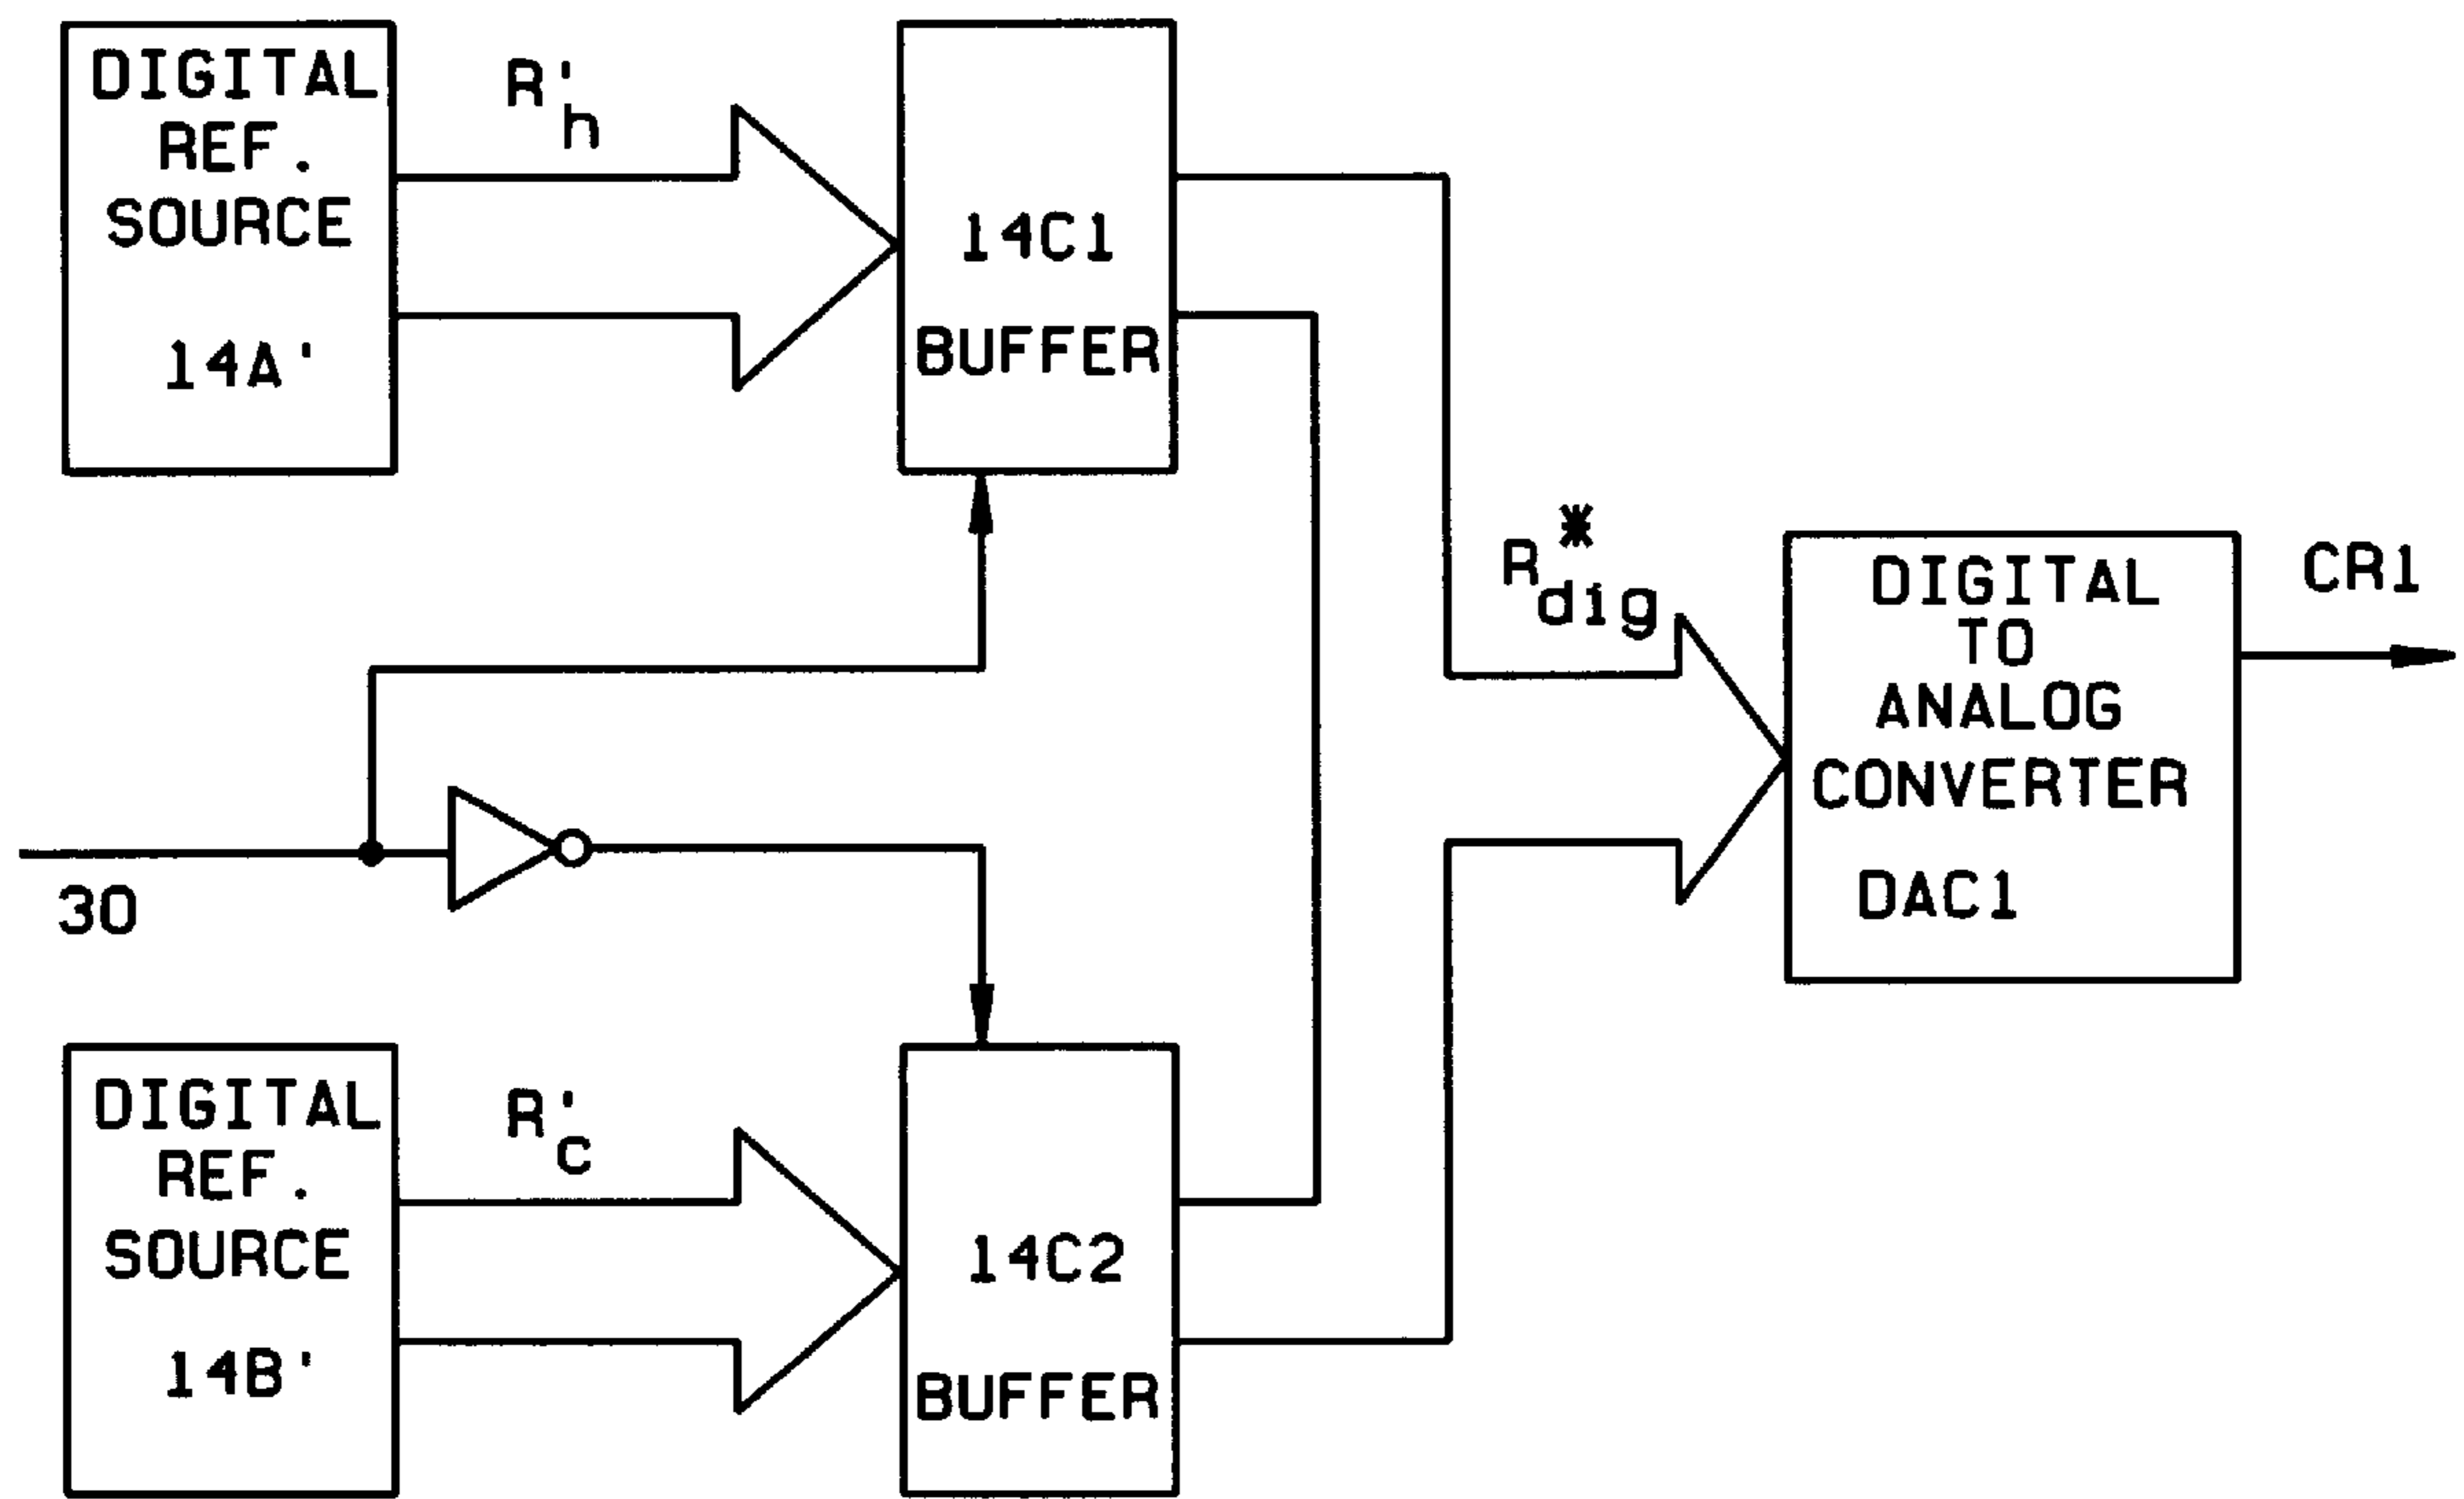 DIGITAL
REF.
SOURCE
14A'
R'h
14C1
BUFFER
R*dig
DIGITAL
TO
ANALOG
CONVERTER
DAC1
CR1
30
DIGITAL
REF.
SOURCE
14B'
R'c
14C2
BUFFER